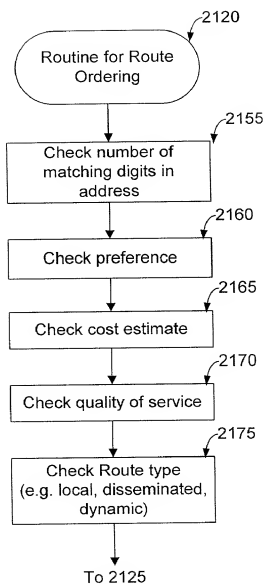 2120
Routine for Route
Ordering
2155
Check number of
matching digits in
address
2160
Check preference
2165
Check cost estimate
2170
Check quality of service
2175
Check Route type
(e.g. local, disseminated,
dynamic)
To 2125